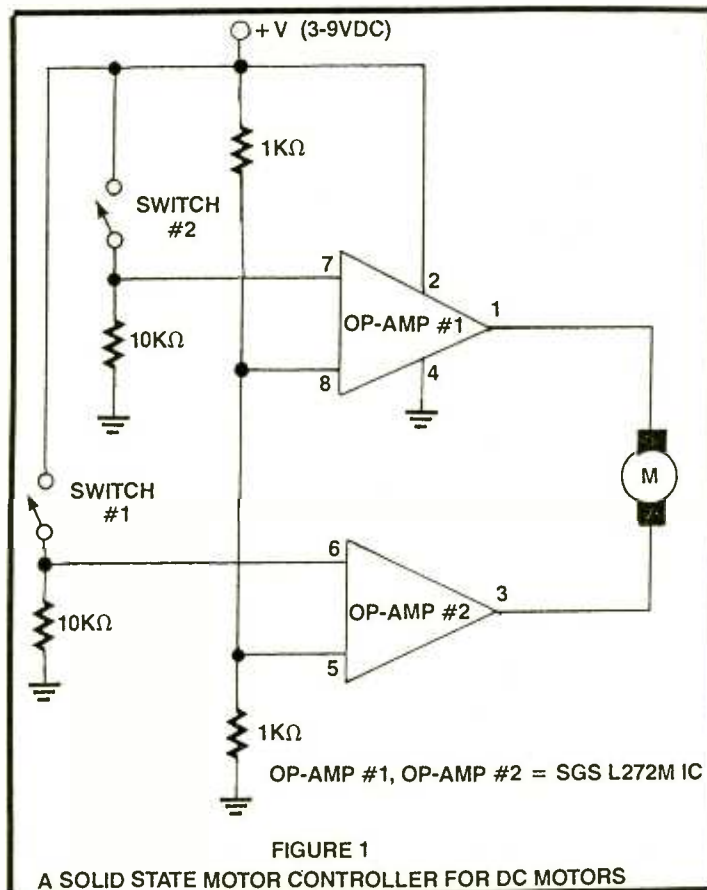 +V (3-9VDC)
1KΩ
SWITCH
#2
7
2
OP-AMP #1
1
10KΩ
8
4
M
SWITCH
#1
6
3
OP-AMP #2
10KΩ
5
1KΩ
OP-AMP #1, OP-AMP #2 = SGS L272M IC
FIGURE 1
A SOLID STATE MOTOR CONTROLLER FOR DC MOTORS